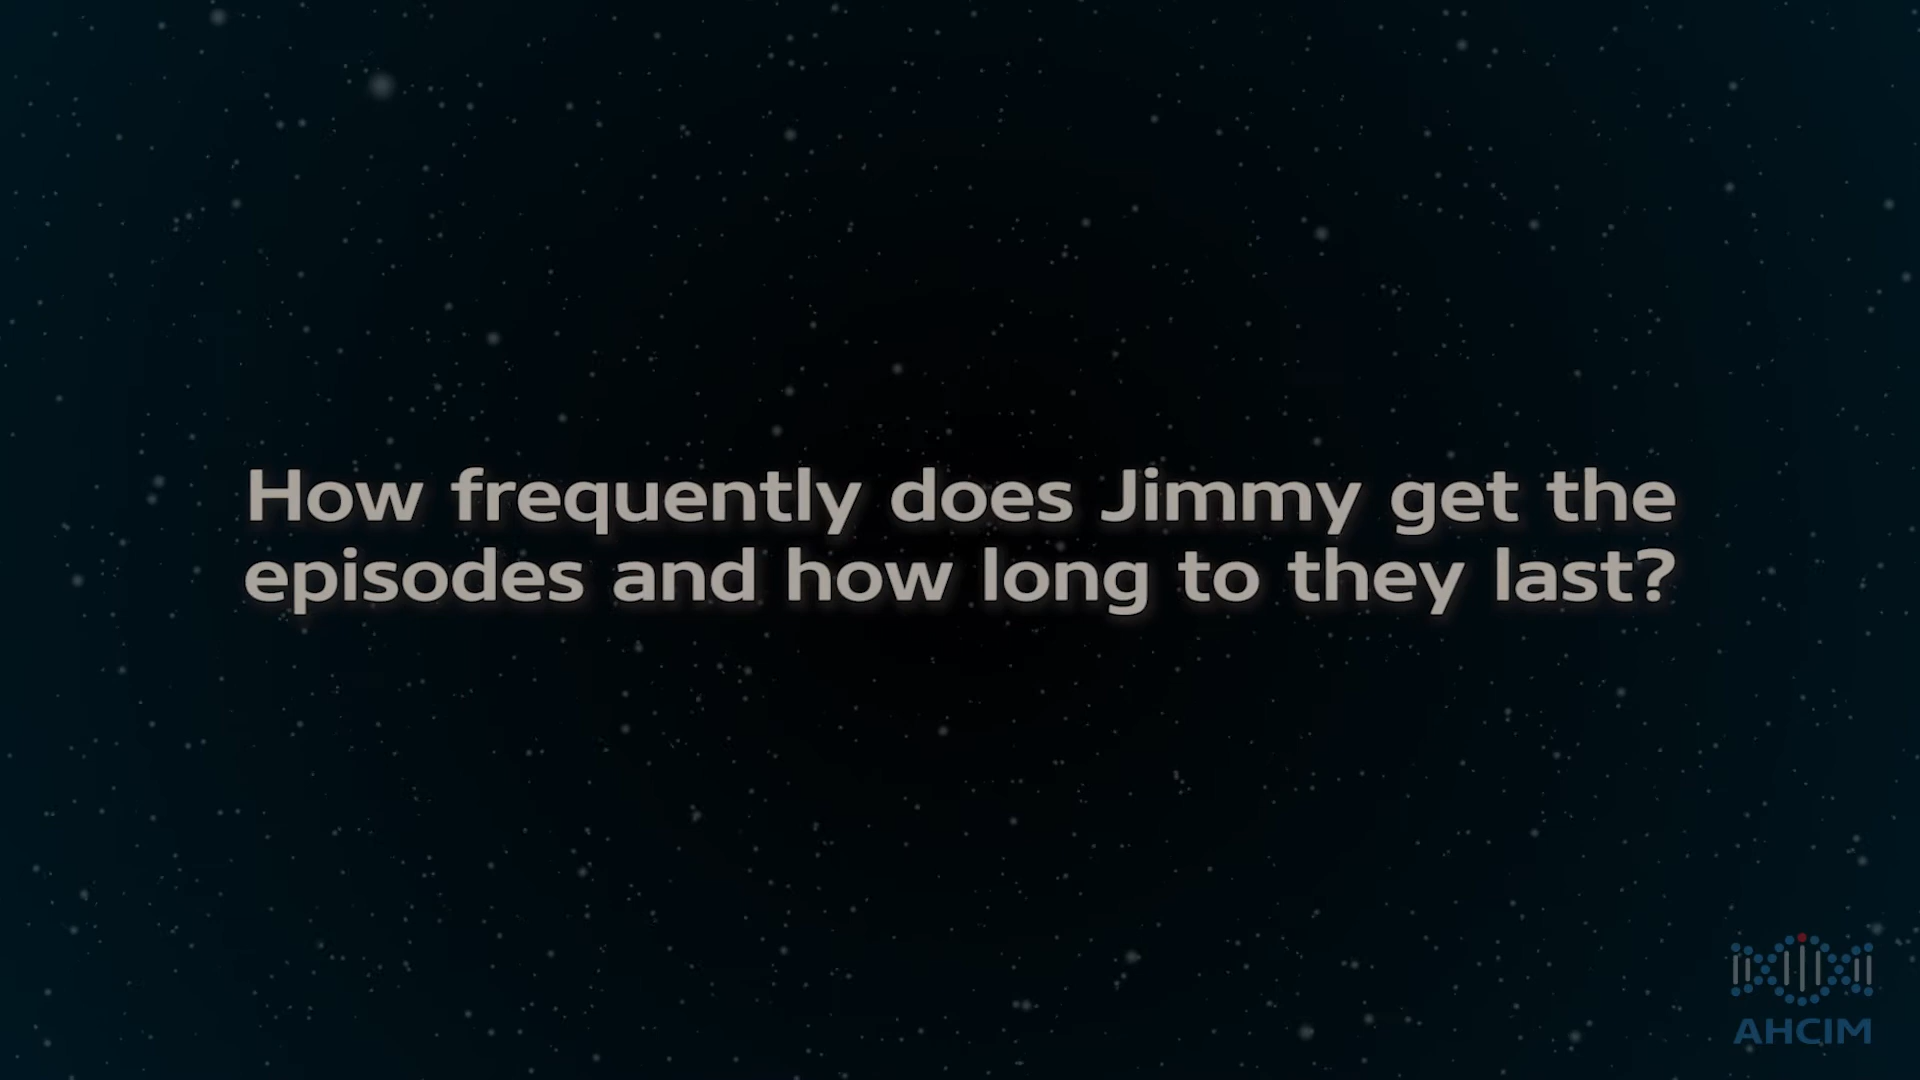 How frequently does Jimmy get the
episodes and how long to they last?
AHCIM